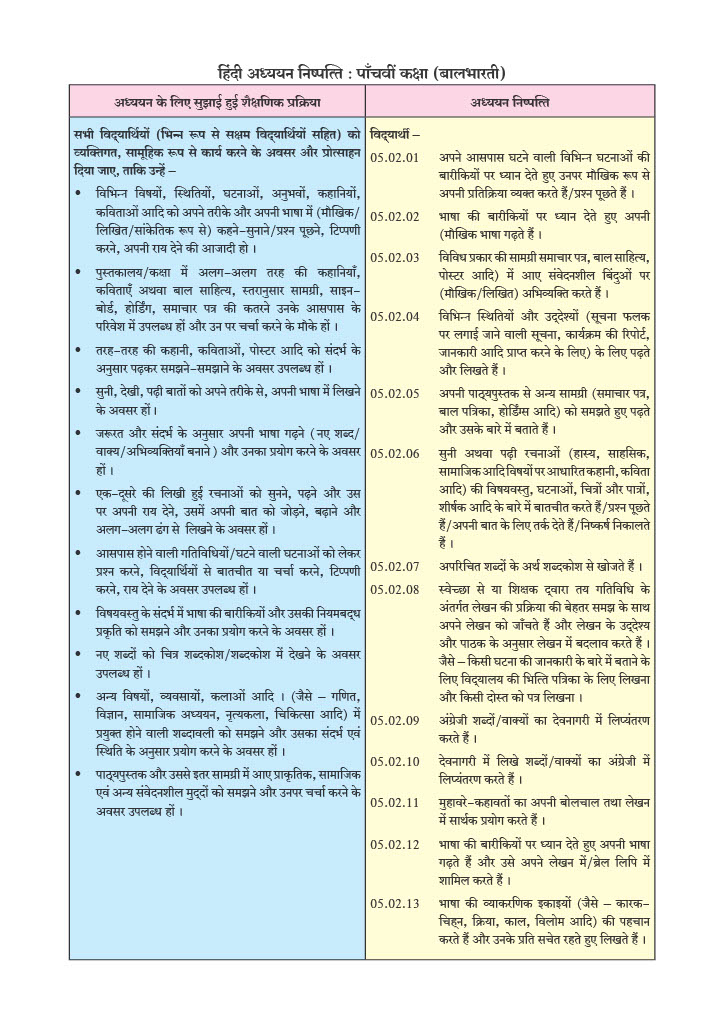 हिंदी अध्ययन निष्पत्ति : पाँचवीं कक्षा (बालभारती)
अध्ययन के लिए सुझाई हुई शैक्षणिक प्रक्रिया
सभी विद्यार्थियों (भिन्न रूप से सक्षम विद्यार्थियों सहित) को
व्यक्तिगत, सामूहिक रूप से कार्य करने के अवसर और प्रोत्साहन
दिया जाए, ताकि उन्हें –
• विभिन्न विषयों, स्थितियों, घटनाओं, अनुभवों, कहानियों,
कविताओं आदि को अपने तरीके और अपनी भाषा में (मौखिक/
लिखित/सांकेतिक रूप से) कहने-सुनाने/प्रश्न पूछने, टिप्पणी
करने, अपनी राय देने की आजादी हो ।
• पुस्तकालय/कक्षा में अलग-अलग तरह की कहानियाँ,
कविताएँ अथवा बाल साहित्य, स्तरानुसार सामग्री, साइन-
बोर्ड, होर्डिंग, समाचार पत्र की कतरने उनके आसपास के
परिवेश में उपलब्ध हों और उन पर चर्चा करने के मौके हों ।
• तरह-तरह की कहानी, कविताओं, पोस्टर आदि को संदर्भ के
अनुसार पढ़कर समझने-समझाने के अवसर उपलब्ध हों ।
• सुनी, देखी, पढ़ी बातों को अपने तरीके से, अपनी भाषा में लिखने
के अवसर हों ।
• जरूरत और संदर्भ के अनुसार अपनी भाषा गढ़ने (नए शब्द/
वाक्य/अभिव्यक्तियाँ बनाने ) और उनका प्रयोग करने के अवसर
हों ।
• एक-दूसरे की लिखी हुई रचनाओं को सुनने, पढ़ने और उस
पर अपनी राय देने, उसमें अपनी बात को जोड़ने, बढ़ाने और
अलग-अलग ढंग से लिखने के अवसर हों ।
• आसपास होने वाली गतिविधियों/घटने वाली घटनाओं को लेकर
प्रश्न करने, विद्यार्थियों से बातचीत या चर्चा करने, टिप्पणी
करने, राय देने के अवसर उपलब्ध हों ।
• विषयवस्तु के संदर्भ में भाषा की बारीकियों और उसकी नियमबद्ध
प्रकृति को समझने और उनका प्रयोग करने के अवसर हों ।
• नए शब्दों को चित्र शब्दकोश/शब्दकोश में देखने के अवसर
उपलब्ध हों ।
• अन्य विषयों, व्यवसायों, कलाओं आदि । (जैसे – गणित,
विज्ञान, सामाजिक अध्ययन, नृत्यकला, चिकित्सा आदि) में
प्रयुक्त होने वाली शब्दावली को समझने और उसका संदर्भ एवं
स्थिति के अनुसार प्रयोग करने के अवसर हों ।
• पाठ्यपुस्तक और उससे इतर सामग्री में आए प्राकृतिक, सामाजिक
एवं अन्य संवेदनशील मुद्दों को समझने और उनपर चर्चा करने के
अवसर उपलब्ध हों ।
अध्ययन निष्पत्ति
विद्यार्थी –
05.02.01 अपने आसपास घटने वाली विभिन्न घटनाओं की
बारीकियों पर ध्यान देते हुए उनपर मौखिक रूप से
अपनी प्रतिक्रिया व्यक्त करते हैं/प्रश्न पूछते हैं ।
05.02.02 भाषा की बारीकियों पर ध्यान देते हुए अपनी
(मौखिक भाषा गढ़ते हैं ।
05.02.03 विविध प्रकार की सामग्री समाचार पत्र, बाल साहित्य,
पोस्टर आदि) में आए संवेदनशील बिंदुओं पर
(मौखिक/लिखित) अभिव्यक्ति करते हैं ।
05.02.04 विभिन्न स्थितियों और उद्देश्यों (सूचना फलक
पर लगाई जाने वाली सूचना, कार्यक्रम की रिपोर्ट,
जानकारी आदि प्राप्त करने के लिए) के लिए पढ़ते
और लिखते हैं ।
05.02.05 अपनी पाठ्यपुस्तक से अन्य सामग्री (समाचार पत्र,
बाल पत्रिका, होर्डिंग्स आदि) को समझते हुए पढ़ते
और उसके बारे में बताते हैं ।
05.02.06 सुनी अथवा पढ़ी रचनाओं (हास्य, साहसिक,
सामाजिक आदि विषयों पर आधारित कहानी, कविता
आदि) की विषयवस्तु, घटनाओं, चित्रों और पात्रों,
शीर्षक आदि के बारे में बातचीत करते हैं/प्रश्न पूछते
हैं/अपनी बात के लिए तर्क देते हैं/निष्कर्ष निकालते
हैं ।
05.02.07 अपरिचित शब्दों के अर्थ शब्दकोश से खोजते हैं ।
05.02.08 स्वेच्छा से या शिक्षक द्वारा तय गतिविधि के
अंतर्गत लेखन की प्रक्रिया की बेहतर समझ के साथ
अपने लेखन को जाँचते हैं और लेखन के उद्देश्य
और पाठक के अनुसार लेखन में बदलाव करते हैं ।
जैसे – किसी घटना की जानकारी के बारे में बताने के
लिए विद्यालय की भित्ति पत्रिका के लिए लिखना
और किसी दोस्त को पत्र लिखना ।
05.02.09 अंग्रेजी शब्दों/वाक्यों का देवनागरी में लिप्यंतरण
करते हैं ।
05.02.10 देवनागरी में लिखे शब्दों/वाक्यों का अंग्रेजी में
लिप्यंतरण करते हैं ।
05.02.11 मुहावरे-कहावतों का अपनी बोलचाल तथा लेखन
में सार्थक प्रयोग करते हैं ।
05.02.12 भाषा की बारीकियों पर ध्यान देते हुए अपनी भाषा
गढ़ते हैं और उसे अपने लेखन में/ब्रेल लिपि में
शामिल करते हैं ।
05.02.13 भाषा की व्याकरणिक इकाइयों (जैसे – कारक-
चिह्न, क्रिया, काल, विलोम आदि) की पहचान
करते हैं और उनके प्रति सचेत रहते हुए लिखते हैं ।